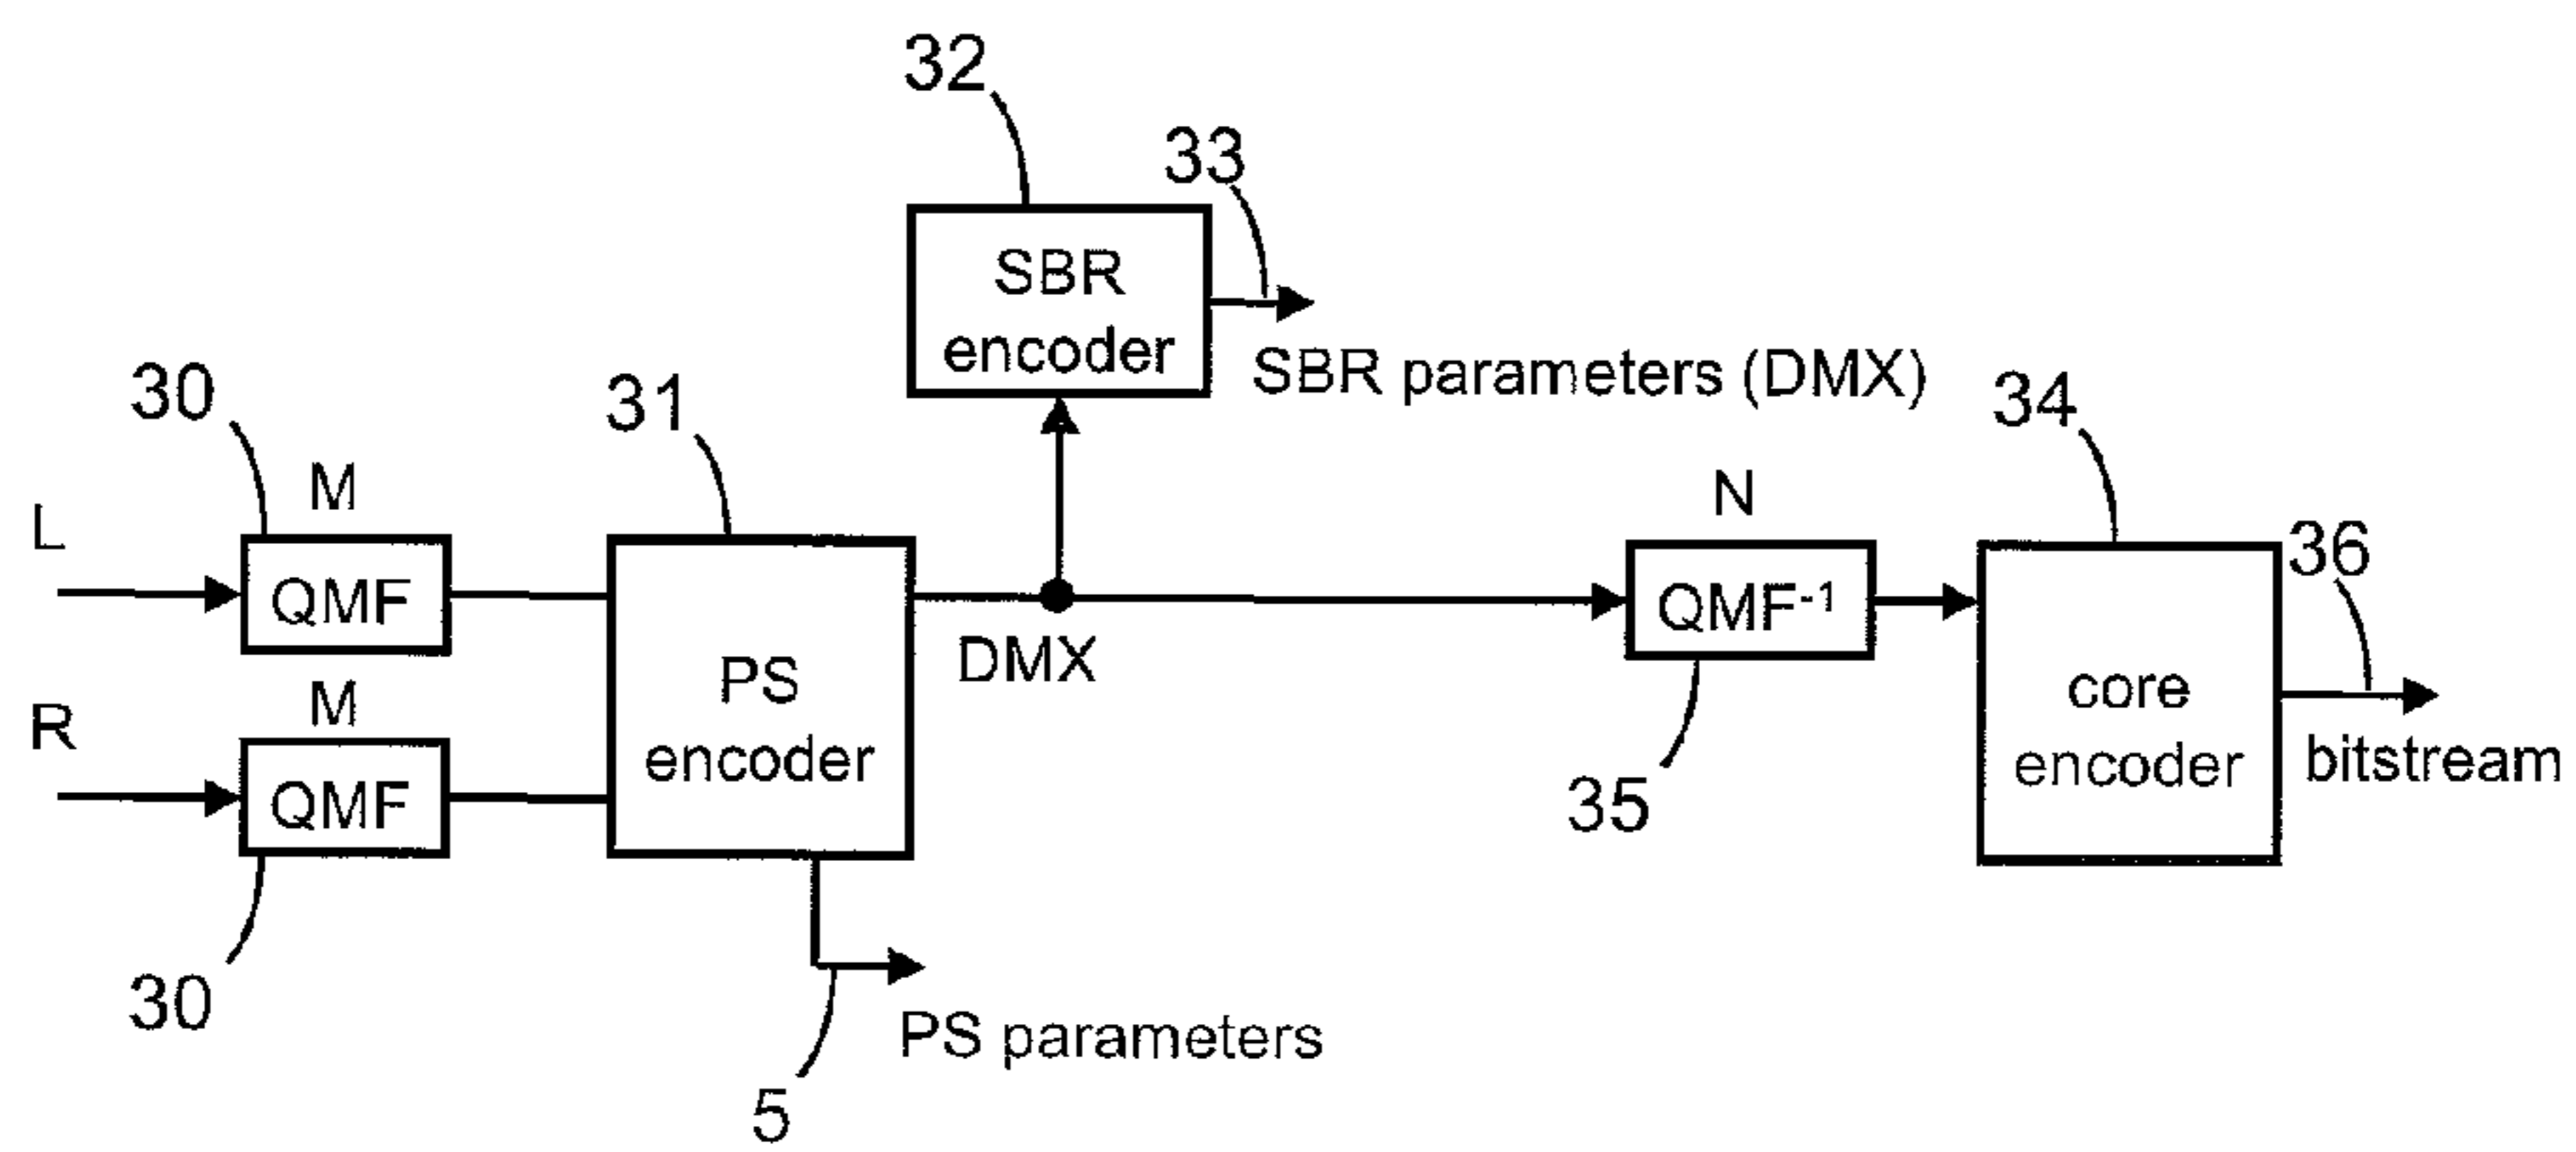 32
33
SBR
encoder
SBR parameters (DMX)
30
31
34
M
N
L
QMF
QMF-1
36
DMX
R
M
PS
encoder
core
encoder
bitstream
QMF
35
30
PS parameters
5